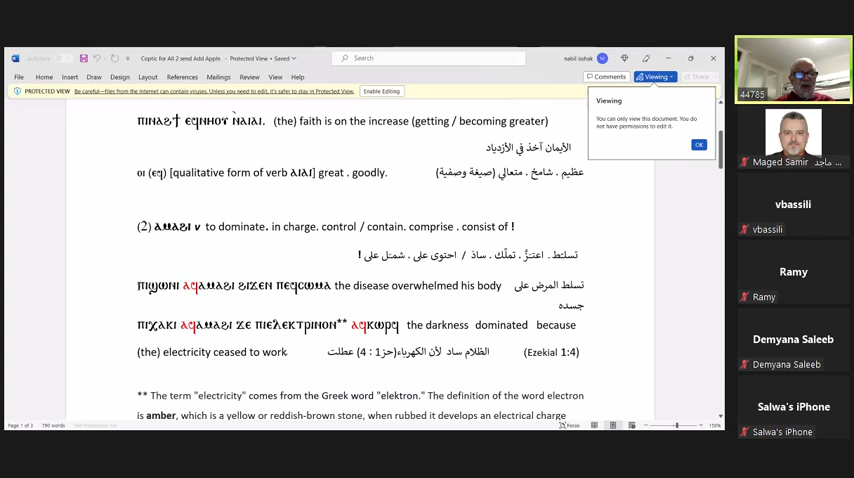 AutoSave
Coptic for All 2 send Add Appln - Protected View • Saved
Search
nabil isshak
File Home Insert Draw Design Layout References Mailings Review View Help
Comments Viewing Share
PROTECTED VIEW Be careful—files from the Internet can contain viruses. Unless you need to edit, it's safer to stay in Protected View. Enable Editing
Viewing
You can only view this document. You do
not have permissions to edit it.
OK
ⲡⲓⲛⲁϩϯ ⲉϥⲛⲏⲟⲩ ⲛ̀ⲁⲓⲁⲓ. (the) faith is on the increase (getting / becoming greater)
الأيمان آخذ في الأزدياد
ⲟⲓ (ⲉϥ) [qualitative form of verb ⲁⲓⲁⲓ] great . goodly.
عظيم . شامخ . متعالي (صيغة وصفية)
(2) ⲁⲙⲁϩⲓ v to dominate. in charge. control / contain. comprise . consist of !
تسلـّط۔ اعتـَزَّ . تملّك . سادَ / احتوى على . شمـَل على !
ⲡⲓϣⲱⲛⲓ ⲁϥⲁⲙⲁϩⲓ ϩⲓϫⲉⲛ ⲡⲉϥⲥⲱⲙⲁ the disease overwhelmed his body تسلط المرض على
جسده
ⲡⲓⲭⲁⲕⲓ ⲁϥⲁⲙⲁϩⲓ ϫⲉ ⲡⲓⲉⲗⲉⲕⲧⲣⲓⲛⲟⲛ** ⲁϥⲕⲱⲣϥ the darkness dominated because
(the) electricity ceased to work الظلام ساد لأن الكهرباء(حز1 : 4) عطلت (Ezekial 1:4)
** The term "electricity" comes from the Greek word "elektron." The definition of the word electron
is amber, which is a yellow or reddish-brown stone, when rubbed it develops an electrical charge
Page 1 of 3 790 words
Focus
156%
44785
Maged Samir ماجد ...
vbassili
vbassili
Ramy
Ramy
Demyana Saleeb
Demyana Saleeb
Salwa's iPhone
Salwa's iPhone